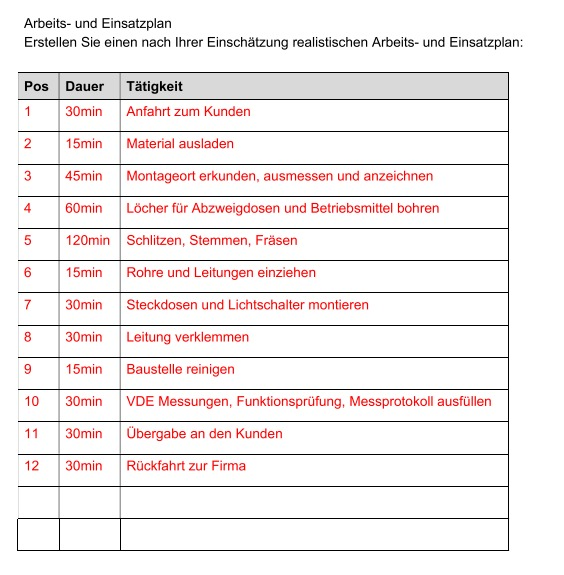 Arbeits- und Einsatzplan
Erstellen Sie einen nach Ihrer Einschätzung realistischen Arbeits- und Einsatzplan:
Pos Dauer Tätigkeit
1 30min Anfahrt zum Kunden
2 15min Material ausladen
3 45min Montageort erkunden, ausmessen und anzeichnen
4 60min Löcher für Abzweigdosen und Betriebsmittel bohren
5 120min Schlitzen, Stemmen, Fräsen
6 15min Rohre und Leitungen einziehen
7 30min Steckdosen und Lichtschalter montieren
8 30min Leitung verklemmen
9 15min Baustelle reinigen
10 30min VDE Messungen, Funktionsprüfung, Messprotokoll ausfüllen
11 30min Übergabe an den Kunden
12 30min Rückfahrt zur Firma